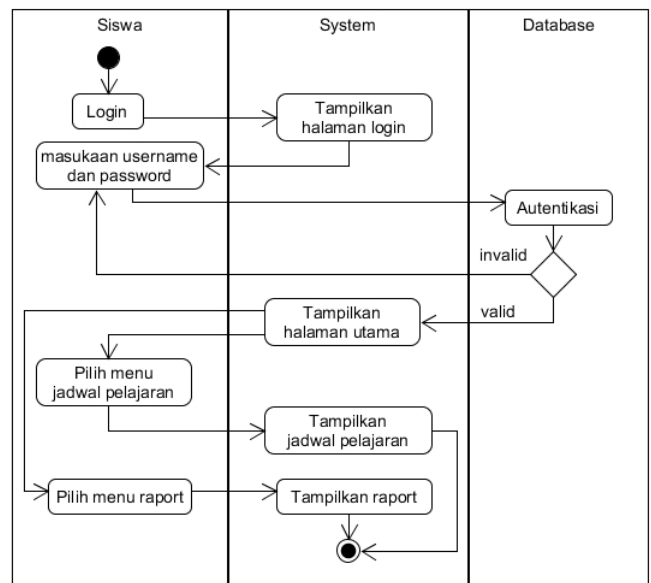 Siswa
System
Database
Login
Tampilkan
halaman login
masukaan username
dan password
Autentikasi
invalid
valid
Tampilkan
halaman utama
Pilih menu
jadwal pelajaran
Tampilkan
jadwal pelajaran
Pilih menu raport
Tampilkan raport